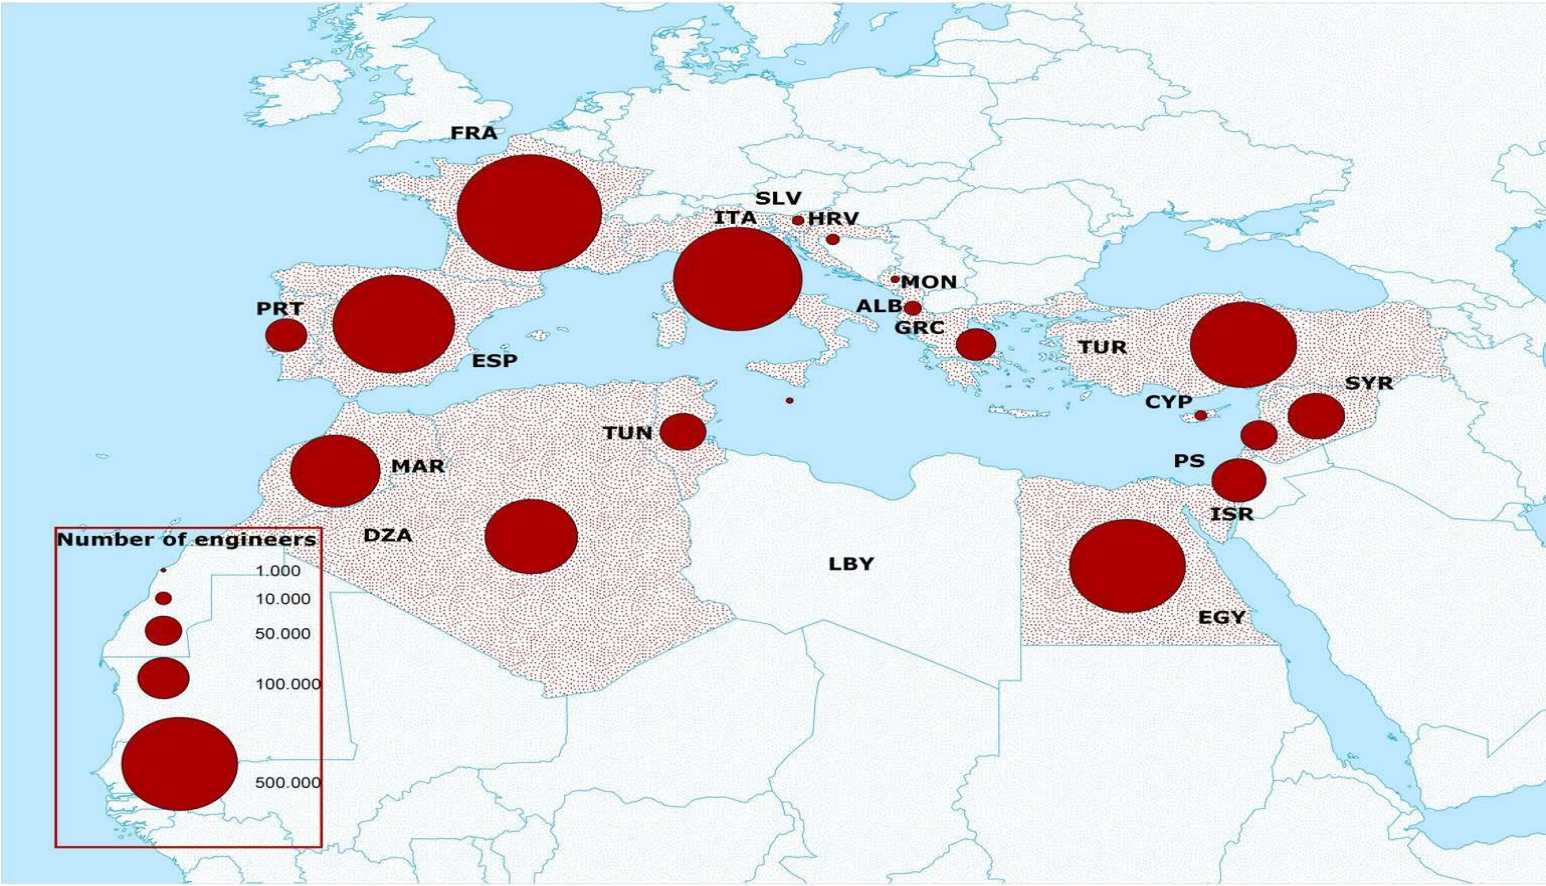 FRA
SLV
ITA
HRV
MON
PRT
ALB
GRC
ESP
TUR
SYR
CYP
TUN
PS
MAR
ISR
DZA
LBY
EGY
Number of engineers
1.000
10.000
50.000
100.000
500.000